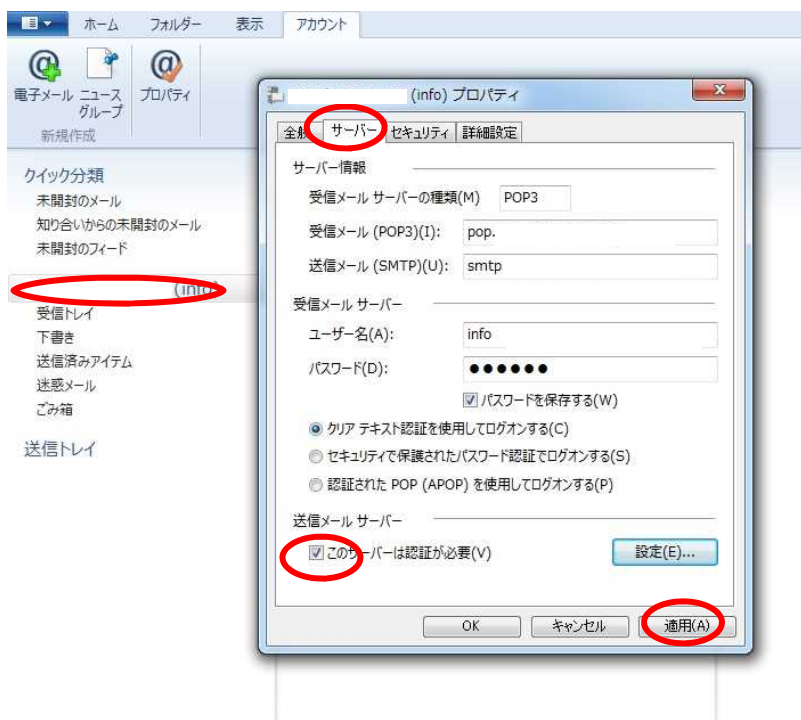 ホーム フォルダー 表示 アカウント
電子メール ニュース グループ プロパティ
新規作成
クイック分類
未開封のメール
知り合いからの未開封のメール
未開封のフィード
(info)
受信トレイ
下書き
送信済みアイテム
迷惑メール
ごみ箱
送信トレイ
(info) プロパティ
全般 サーバー セキュリティ 詳細設定
サーバー情報
受信メール サーバーの種類(M) POP3
受信メール (POP3)(I): pop.
送信メール (SMTP)(U): smtp
受信メール サーバー
ユーザー名(A): info
パスワード(D): ●●●●●●
パスワードを保存する(W)
クリア テキスト認証を使用してログオンする(C)
セキュリティで保護されたパスワード認証でログオンする(S)
認証された POP (APOP) を使用してログオンする(P)
送信メール サーバー
このサーバーは認証が必要(V) 設定(E)...
OK キャンセル 適用(A)